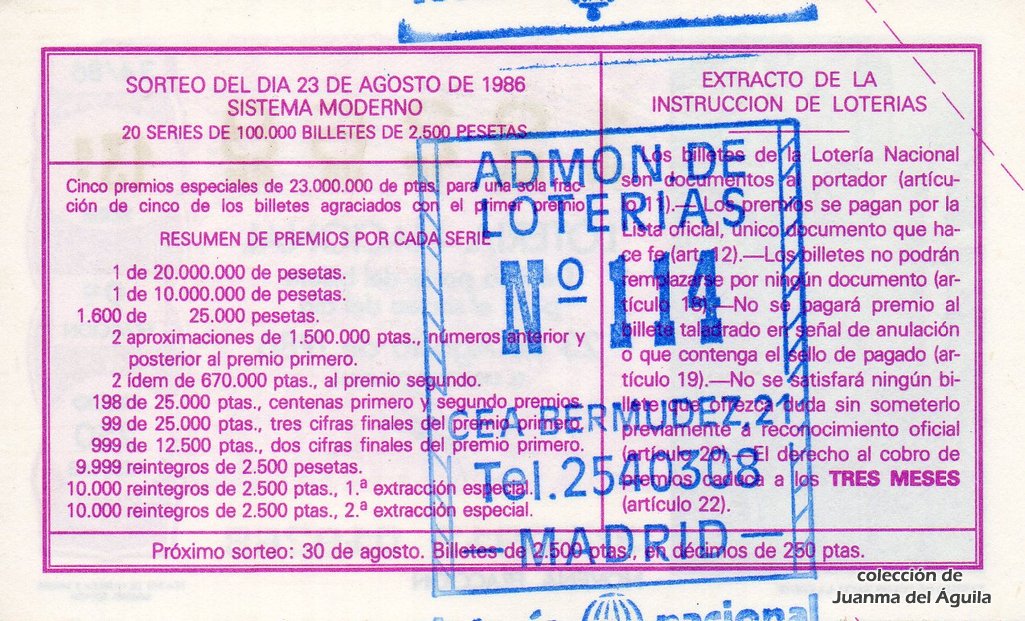 SORTEO DEL DIA 23 DE AGOSTO DE 1986
SISTEMA MODERNO
20 SERIES DE 100.000 BILLETES DE 2.500 PESETAS
Cinco premios especiales de 23.000.000 de ptas. para una sola frac-
ción de cinco de los billetes agraciados con el primer premio
RESUMEN DE PREMIOS POR CADA SERIE
1 de 20.000.000 de pesetas.
1 de 10.000.000 de pesetas.
1.600 de 25.000 pesetas.
2 aproximaciones de 1.500.000 ptas., números anterior y
posterior al premio primero.
2 ídem de 670.000 ptas., al premio segundo.
198 de 25.000 ptas., centenas primero y segundo premios.
99 de 25.000 ptas., tres cifras finales del premio primero.
999 de 12.500 ptas., dos cifras finales del premio primero.
9.999 reintegros de 2.500 pesetas.
10.000 reintegros de 2.500 ptas., 1.ª extracción especial.
10.000 reintegros de 2.500 ptas., 2.ª extracción especial.
EXTRACTO DE LA
INSTRUCCION DE LOTERIAS
Los billetes de la Lotería Nacional
son documentos al portador (artícu-
lo 11).—Los premios se pagan por la
Lista oficial, único documento que ha-
ce fe (art. 12).—Los billetes no podrán
remplazarse por ningún documento (ar-
tículo 18).—No se pagará premio al
billete taladrado en señal de anulación
o que contenga el sello de pagado (ar-
tículo 19).—No se satisfará ningún bi-
llete que ofrezca duda sin someterlo
previamente a reconocimiento oficial
(artículo 20).—El derecho al cobro de
premios caduca a los TRES MESES
(artículo 22).
Próximo sorteo: 30 de agosto. Billetes de 2.500 ptas., en décimos de 250 ptas.
ADMON. DE
LOTERIAS
Nº 114
CEA BERMUDEZ, 21
Tel. 2540308
— MADRID —
nacional
colección de
Juanma del Águila